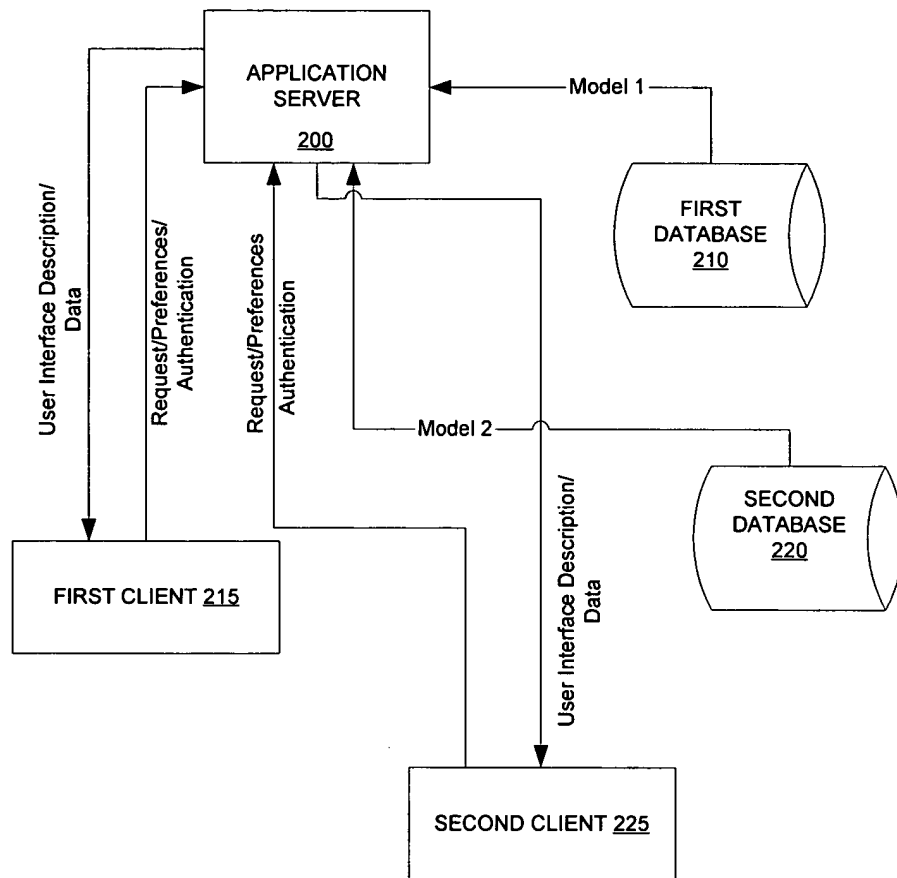 APPLICATION
SERVER
200
Model 1
FIRST
DATABASE
210
User Interface Description/
Data
Request/Preferences/
Authentication
Request/Preferences
Authentication
Model 2
SECOND
DATABASE
220
User Interface Description/
Data
FIRST CLIENT 215
SECOND CLIENT 225